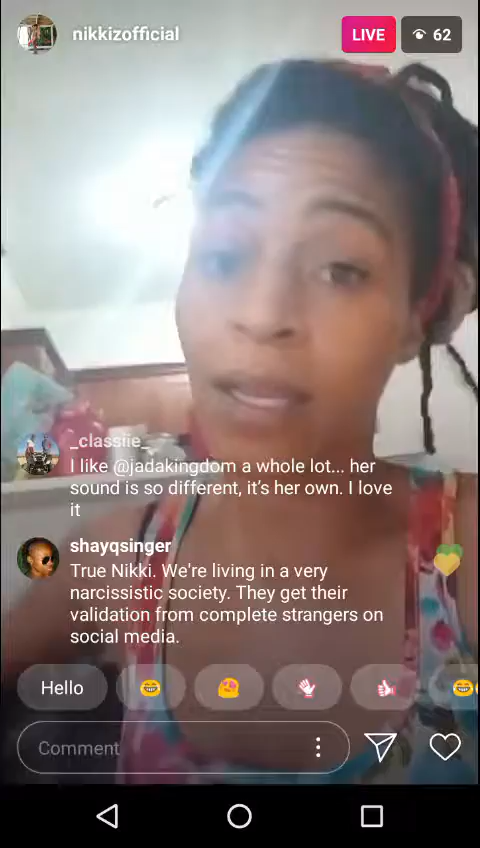 nikkizofficial
LIVE
62
_classiie_
I like @jadakingdom a whole lot... her
sound is so different, it's her own. I love
it
shayqsinger
True Nikki. We're living in a very
narcissistic society. They get their
validation from complete strangers on
social media.
Hello
Comment